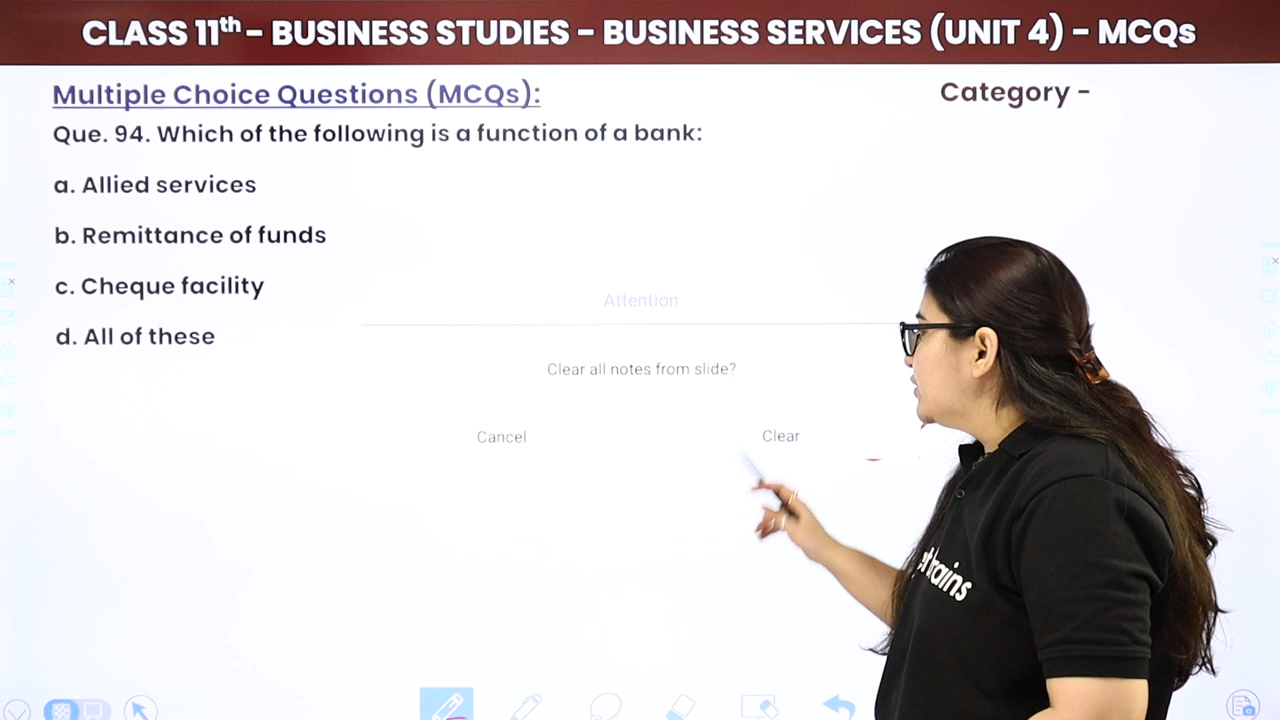 CLASS 11th - BUSINESS STUDIES - BUSINESS SERVICES (UNIT 4) - MCQs
Multiple Choice Questions (MCQs):
Category -
Que. 94. Which of the following is a function of a bank:
a. Allied services
b. Remittance of funds
c. Cheque facility
d. All of these
Attention
Clear all notes from slide?
Cancel
Clear